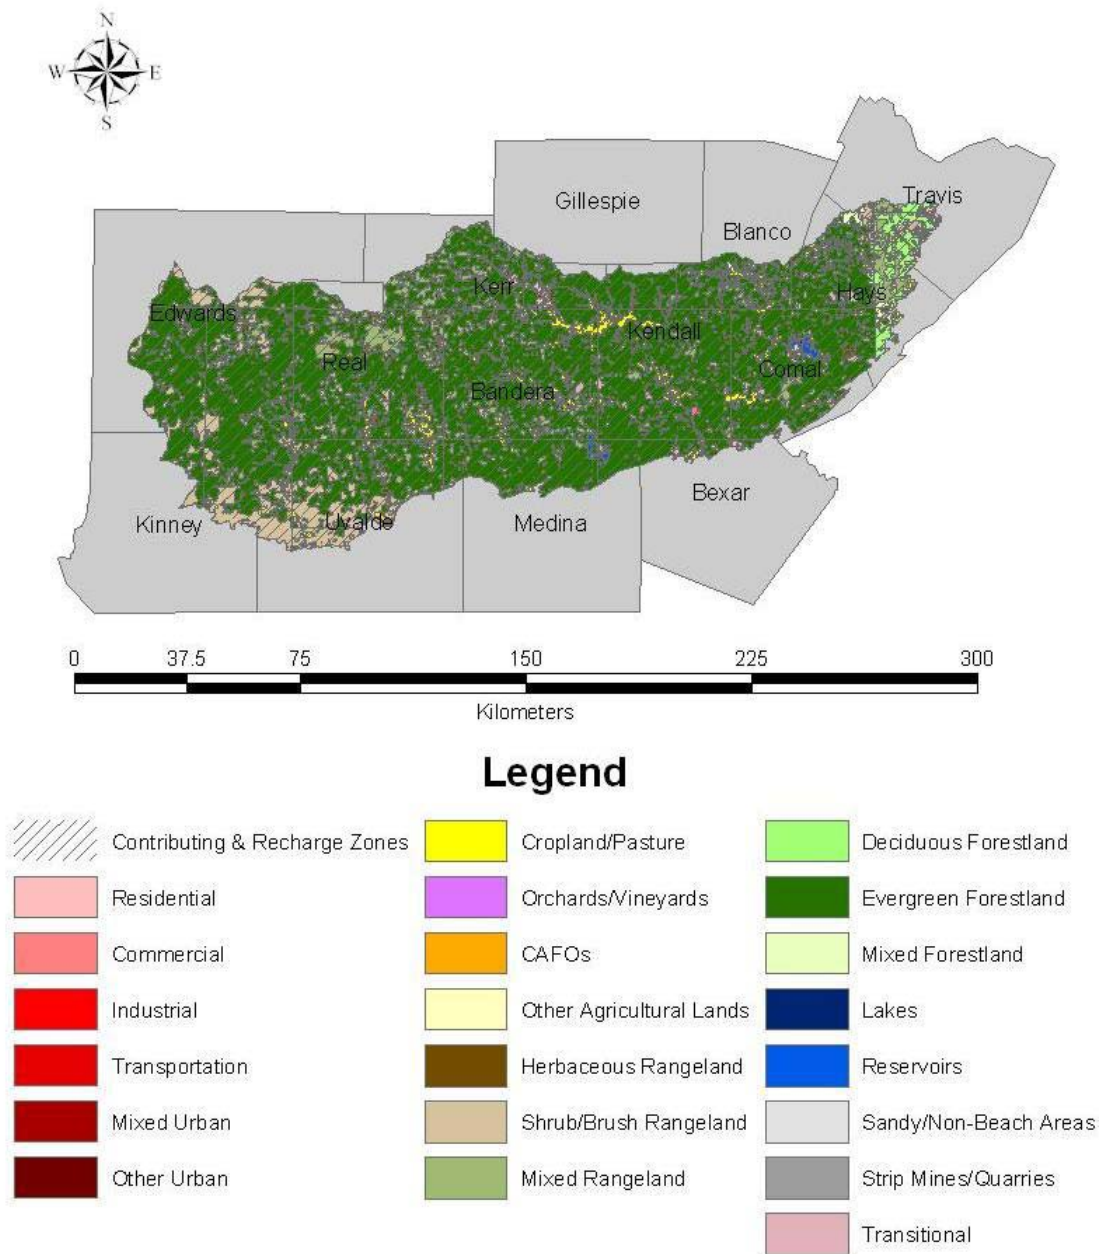 N
W E
S
Travis
Gillespie
Blanco
Kerr
Hays
Edwards
Kendall
Real
Comal
Bandera
Bexar
Kinney
Uvalde
Medina
0 37.5 75 150 225 300
Kilometers
Legend
Contributing & Recharge Zones
Residential
Commercial
Industrial
Transportation
Mixed Urban
Other Urban
Cropland/Pasture
Orchards/Vineyards
CAFOs
Other Agricultural Lands
Herbaceous Rangeland
Shrub/Brush Rangeland
Mixed Rangeland
Deciduous Forestland
Evergreen Forestland
Mixed Forestland
Lakes
Reservoirs
Sandy/Non-Beach Areas
Strip Mines/Quarries
Transitional